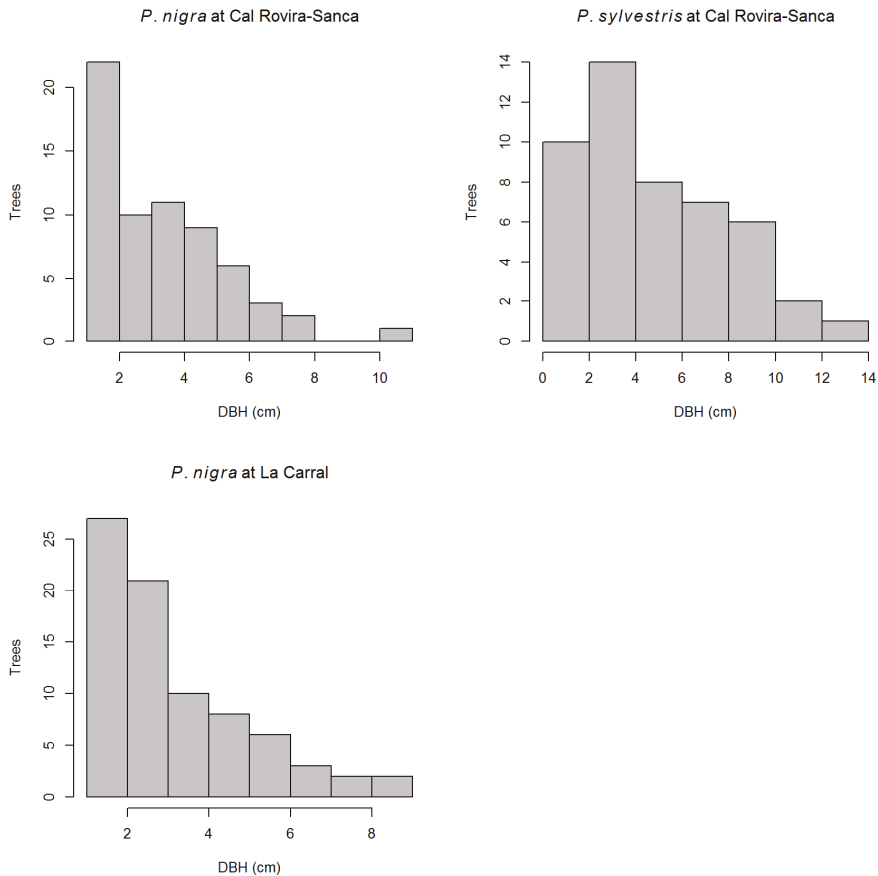 P. nigra at Cal Rovira-Sanca
20
15
10
5
0
Trees
2 4 6 8 10
DBH (cm)
P. sylvestris at Cal Rovira-Sanca
14
12
10
8
6
4
2
0
Trees
0 2 4 6 8 10 12 14
DBH (cm)
P. nigra at La Carral
25
20
15
10
5
0
Trees
2 4 6 8
DBH (cm)